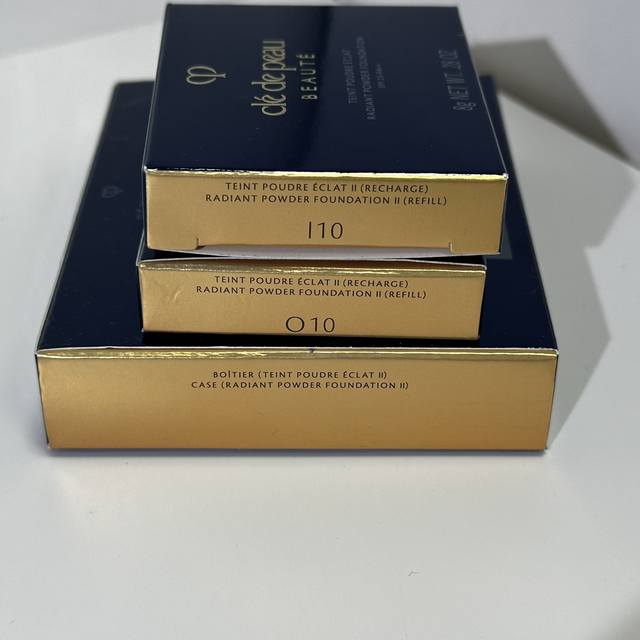 clé de peau
BEAUTÉ
TEINT POUDRE ÉCLAT
RADIANT POWDER FOUNDATION
8g NET WT. .28 OZ.
TEINT POUDRE ÉCLAT II (RECHARGE)
RADIANT POWDER FOUNDATION II (REFILL)
I10
TEINT POUDRE ÉCLAT II (RECHARGE)
RADIANT POWDER FOUNDATION II (REFILL)
O10
BOÎTIER (TEINT POUDRE ÉCLAT II)
CASE (RADIANT POWDER FOUNDATION II)